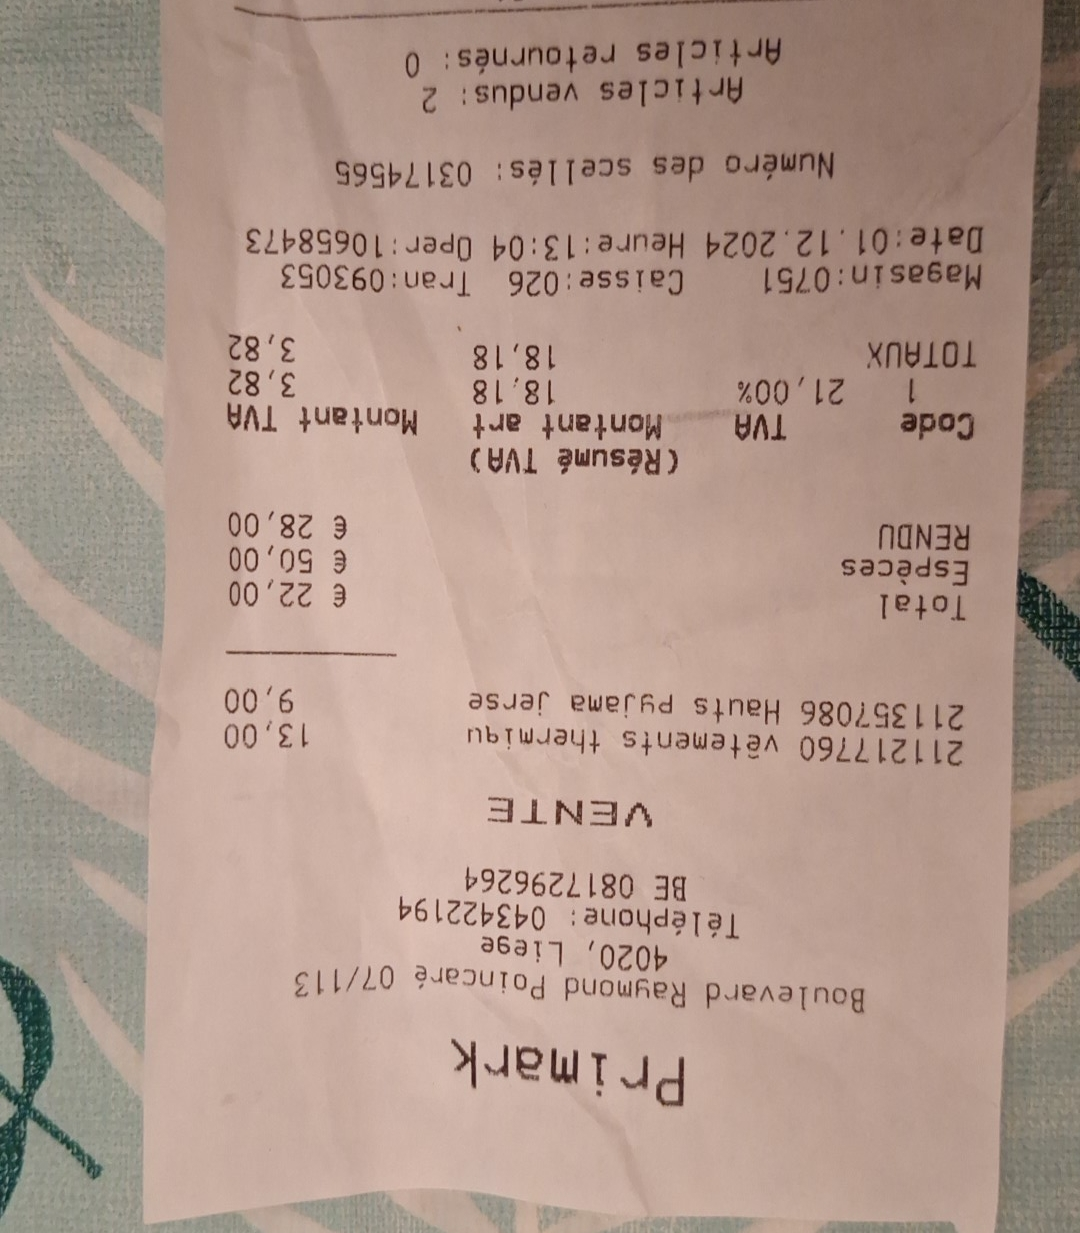 Primark
Boulevard Raymond Poincaré 07/113
4020, Liege
Téléphone: 043422194
BE 0817296264
VENTE
211217760 vêtements thermiqu 13,00
211357086 Hauts pyjama jerse 9,00
Total € 22,00
Espèces € 50,00
RENDU € 28,00
(Résumé TVA)
Code TVA Montant art Montant TVA
1 21,00% 18,18 3,82
TOTAUX 18,18 3,82
Magasin:0751 Caisse:026 Tran:093053
Date:01.12.2024 Heure:13:04 Oper:10658473
Numéro des scellés: 03174565
Articles vendus: 2
Articles retournés: 0